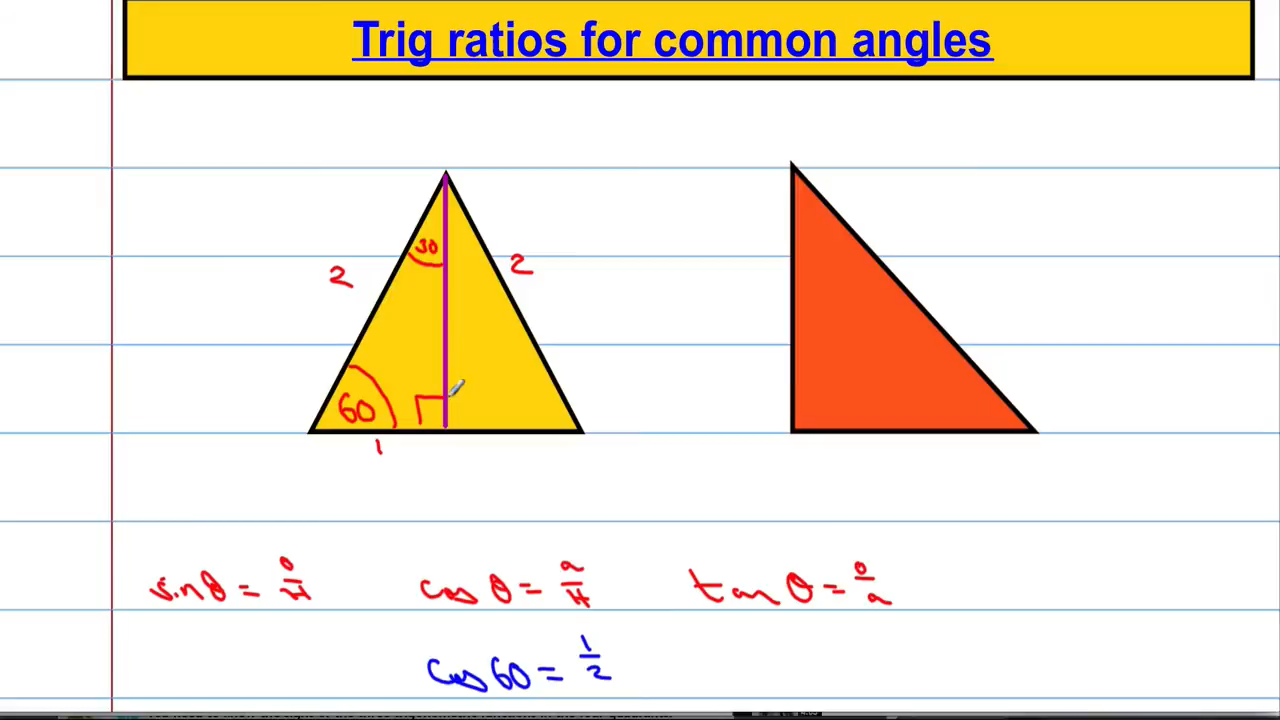 Trig ratios for common angles
30
2 2
60
1
sinθ = o/H cosθ = a/H tanθ = o/a
cos60 = 1/2